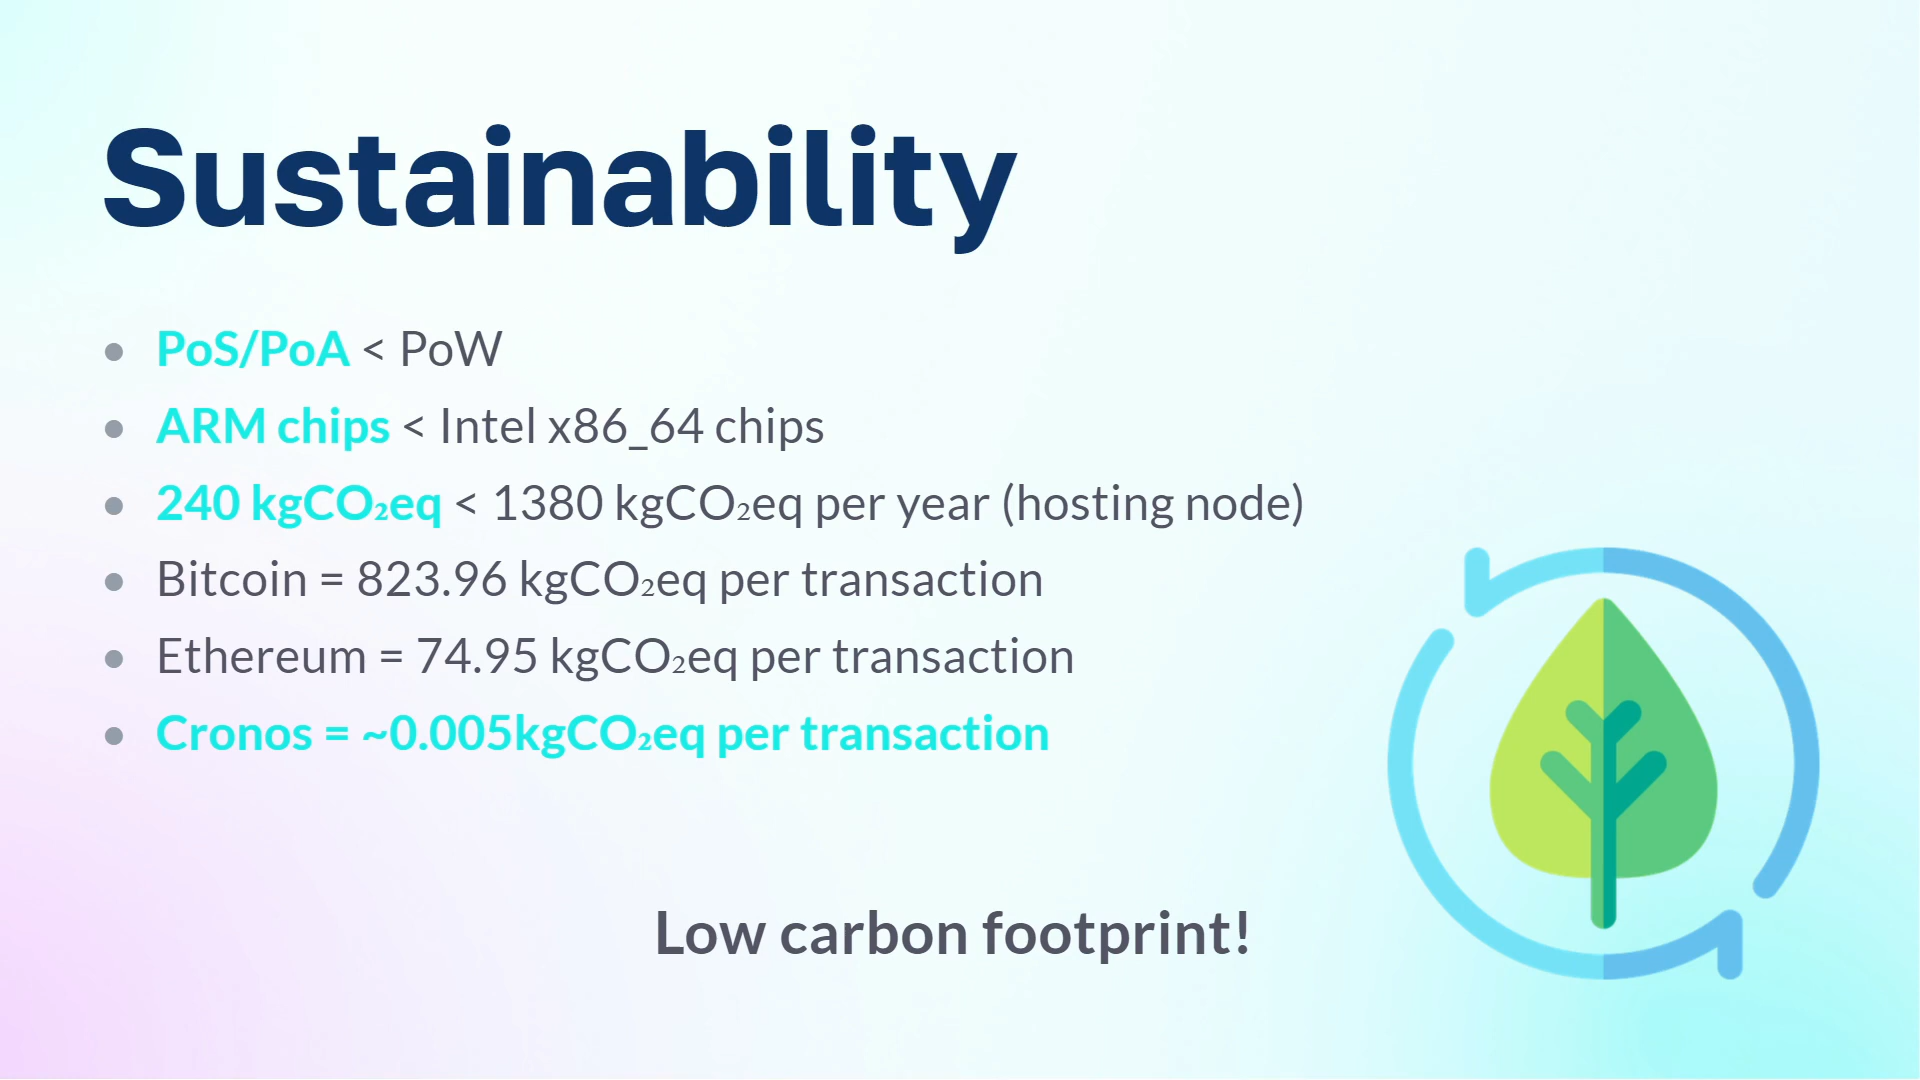 Sustainability
• PoS/PoA < PoW
• ARM chips < Intel x86_64 chips
• 240 kgCO₂eq < 1380 kgCO₂eq per year (hosting node)
• Bitcoin = 823.96 kgCO₂eq per transaction
• Ethereum = 74.95 kgCO₂eq per transaction
• Cronos = ~0.005kgCO₂eq per transaction
Low carbon footprint!